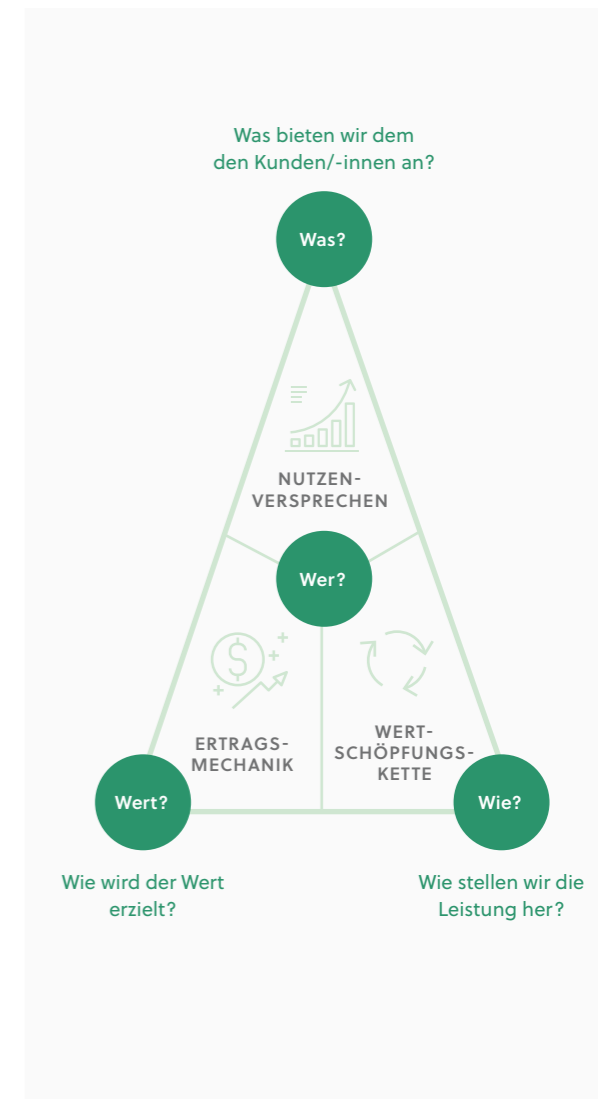 Was bieten wir dem
den Kunden/-innen an?
Was?
NUTZEN-
VERSPRECHEN
Wer?
ERTRAGS-
MECHANIK
WERT-
SCHÖPFUNGS-
KETTE
Wert?
Wie?
Wie wird der Wert
erzielt?
Wie stellen wir die
Leistung her?